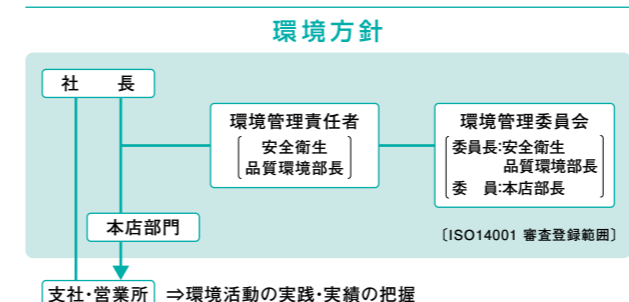 環境方針
社　長
環境管理責任者
安全衛生
品質環境部長
環境管理委員会
委員長:安全衛生
品質環境部長
委　員:本店部長
本店部門
〔ISO14001 審査登録範囲〕
支社・営業所 ⇒環境活動の実践・実績の把握